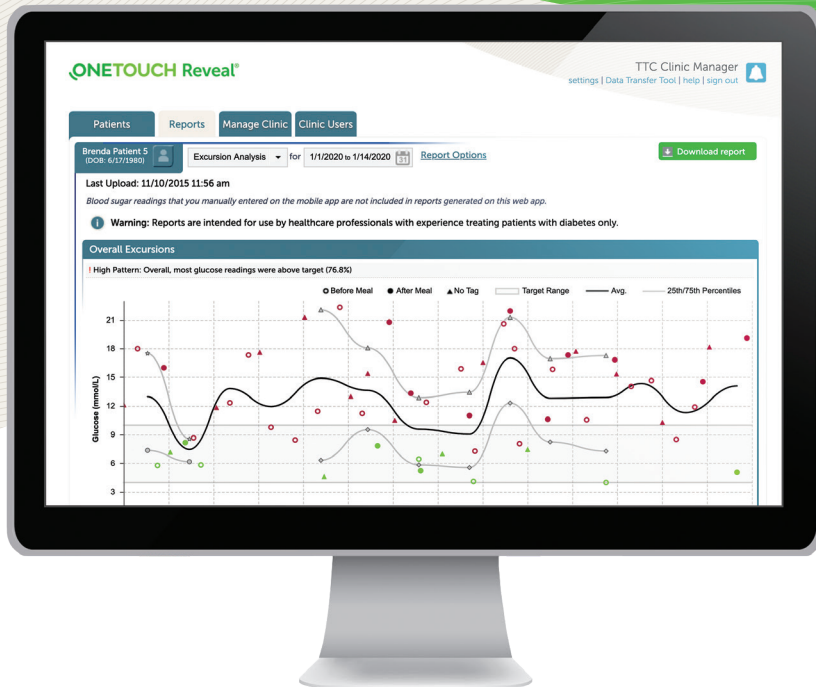 ONETOUCH Reveal®
TTC Clinic Manager
settings | Data Transfer Tool | help | sign out
Patients
Reports
Manage Clinic
Clinic Users
Brenda Patient 5
(DOB: 6/17/1980)
Excursion Analysis
for
1/1/2020 to 1/14/2020
31
Report Options
Download report
Last Upload: 11/10/2015 11:56 am
Blood sugar readings that you manually entered on the mobile app are not included in reports generated on this web app.
i Warning: Reports are intended for use by healthcare professionals with experience treating patients with diabetes only.
Overall Excursions
! High Pattern: Overall, most glucose readings were above target (76.8%)
Before Meal
After Meal
No Tag
Target Range
Avg.
25th/75th Percentiles
Glucose (mmol/L)
21
18
15
12
9
6
3